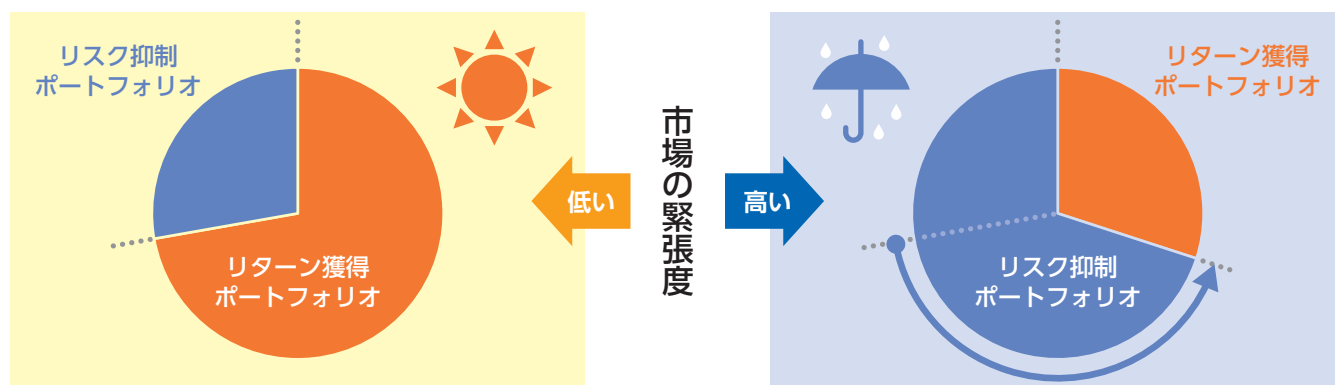 リスク抑制
ポートフォリオ
リターン獲得
ポートフォリオ
低い
市場の緊張度
高い
リターン獲得
ポートフォリオ
リスク抑制
ポートフォリオ